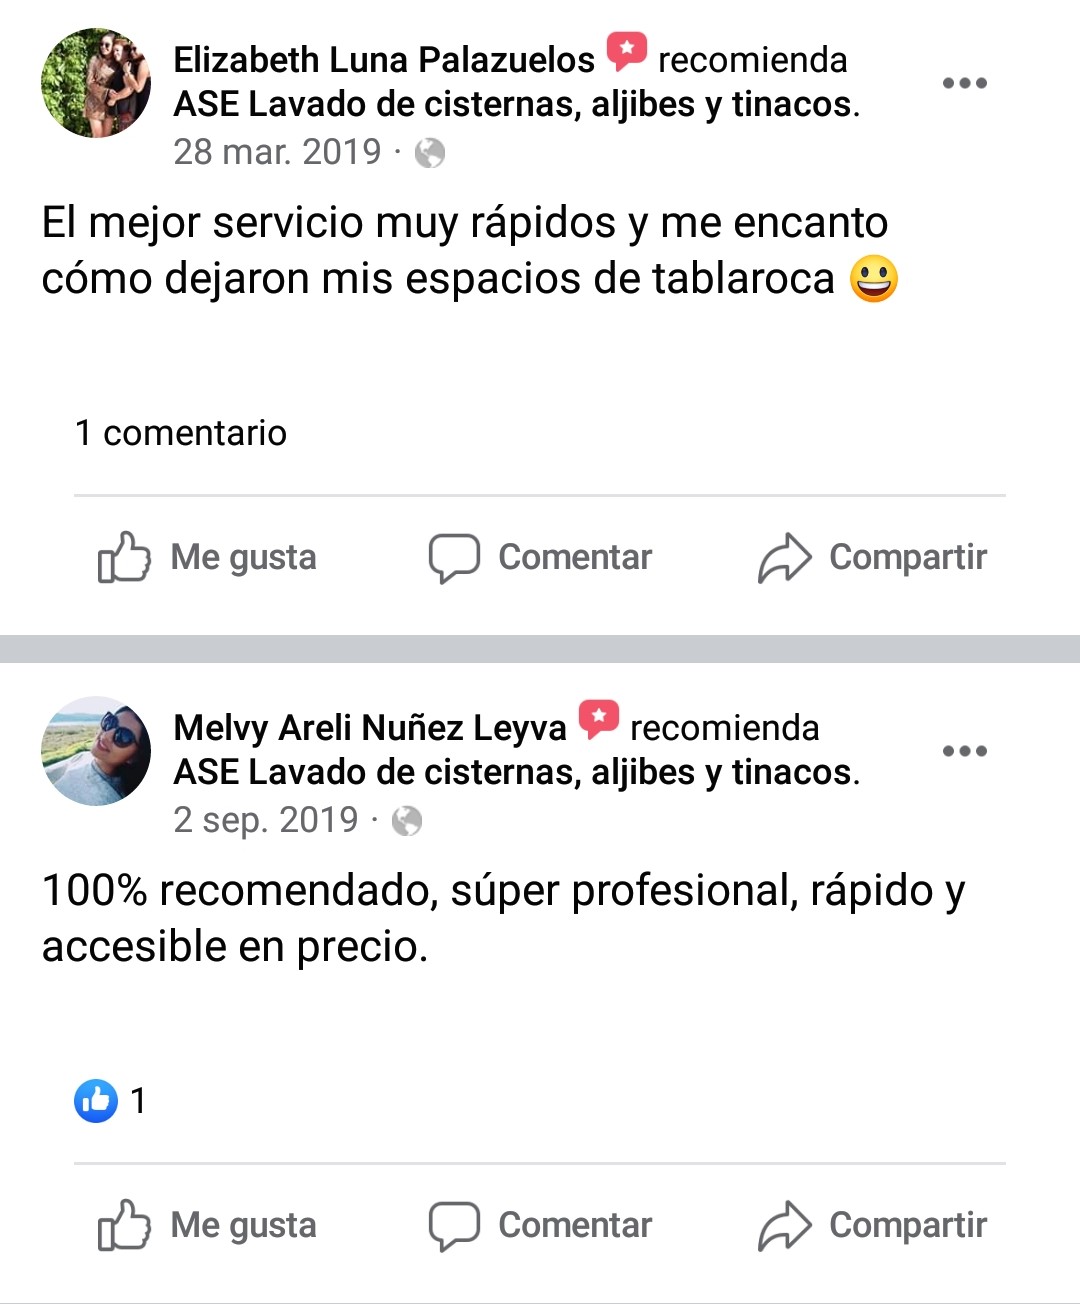 Elizabeth Luna Palazuelos recomienda
ASE Lavado de cisternas, aljibes y tinacos.
28 mar. 2019 ·
El mejor servicio muy rápidos y me encanto
cómo dejaron mis espacios de tablaroca 😀
1 comentario
Me gusta Comentar Compartir
Melvy Areli Nuñez Leyva recomienda
ASE Lavado de cisternas, aljibes y tinacos.
2 sep. 2019 ·
100% recomendado, súper profesional, rápido y
accesible en precio.
1
Me gusta Comentar Compartir